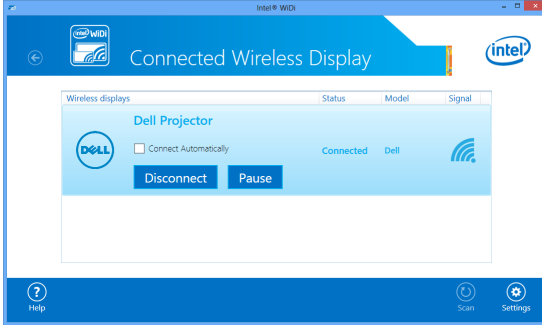 Intel® WiDi
intel WiDi
Connected Wireless Display
intel®
Wireless displays Status Model Signal
Dell Projector
DELL
Connect Automatically
Connected Dell
Disconnect Pause
? Help
Scan
Settings